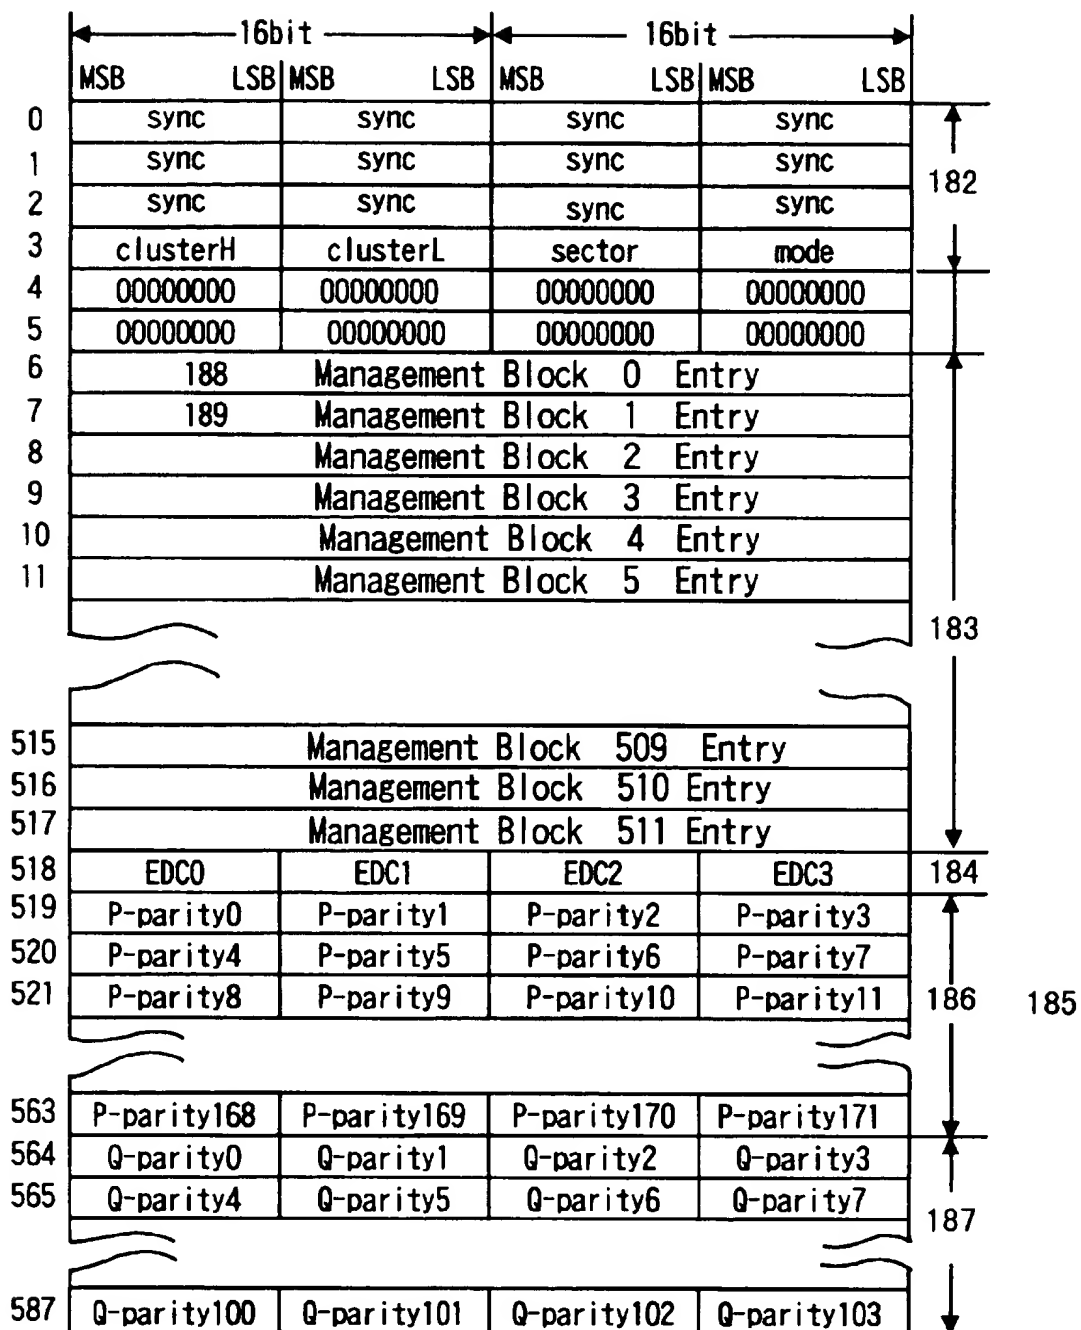 16bit 16bit
MSB LSB MSB LSB MSB LSB MSB LSB
0 sync sync sync sync
1 sync sync sync sync
182
2 sync sync sync sync
3 clusterH clusterL sector mode
4 00000000 00000000 00000000 00000000
5 00000000 00000000 00000000 00000000
6 188 Management Block 0 Entry
7 189 Management Block 1 Entry
8 Management Block 2 Entry
9 Management Block 3 Entry
10 Management Block 4 Entry
11 Management Block 5 Entry
183
515 Management Block 509 Entry
516 Management Block 510 Entry
517 Management Block 511 Entry
518 EDC0 EDC1 EDC2 EDC3 184
519 P-parity0 P-parity1 P-parity2 P-parity3
520 P-parity4 P-parity5 P-parity6 P-parity7
521 P-parity8 P-parity9 P-parity10 P-parity11 186 185
563 P-parity168 P-parity169 P-parity170 P-parity171
564 Q-parity0 Q-parity1 Q-parity2 Q-parity3
565 Q-parity4 Q-parity5 Q-parity6 Q-parity7
187
587 Q-parity100 Q-parity101 Q-parity102 Q-parity103